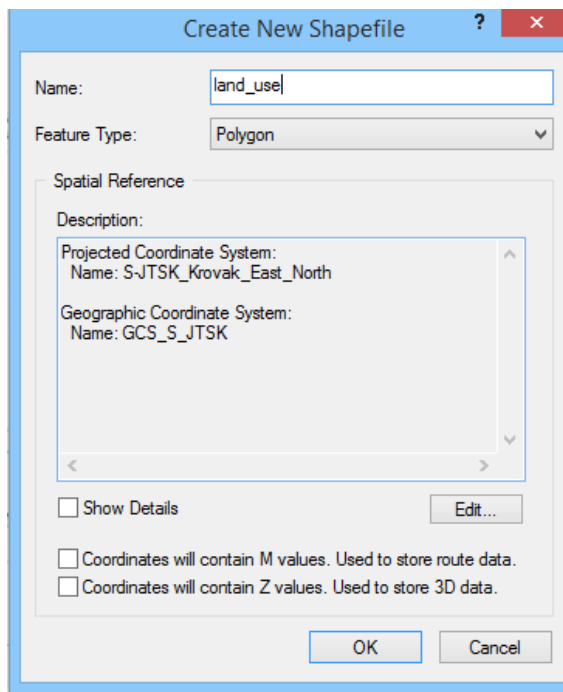 Create New Shapefile
?
Name:
land_use
Feature Type:
Polygon
Spatial Reference
Description:
Projected Coordinate System:
Name: S-JTSK_Krovak_East_North
Geographic Coordinate System:
Name: GCS_S_JTSK
Show Details
Edit...
Coordinates will contain M values. Used to store route data.
Coordinates will contain Z values. Used to store 3D data.
OK
Cancel